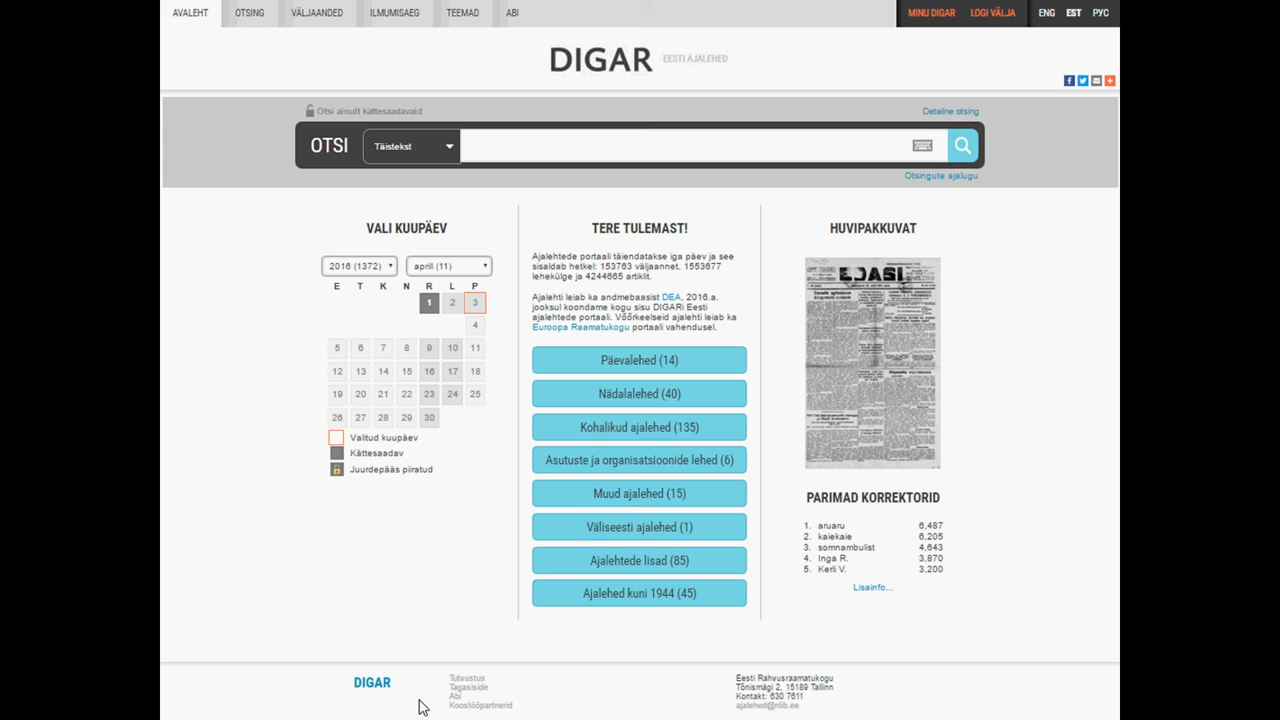 AVALEHT OTSING VÄLJAANDED ILMUMISAEG TEEMAD ABI MINU DIGAR LOGI VÄLJA ENG EST РУС
DIGAR EESTI AJALEHED
Otsi ainult kättesaadavaid Detailne otsing
OTSI Täistekst
Otsingute ajalugu
VALI KUUPÄEV
2016 (1372) aprill (11)
E T K N R L P
1 2 3
4
5 6 7 8 9 10 11
12 13 14 15 16 17 18
19 20 21 22 23 24 25
26 27 28 29 30
Valitud kuupäev
Kättesaadav
Juurdepääs piiratud
TERE TULEMAST!
Ajalehtede portaali täiendatakse iga päev ja see
sisaldab hetkel: 153763 väljaannet, 1553677
lehekülge ja 4244665 artiklit.
Ajalehti leiab ka andmebaasist DEA, 2016.a.
jooksul koondame kogu sisu DIGARi Eesti
ajalehtede portaali. Võõrkeelseid ajalehti leiab ka
Euroopa Raamatukogu portaali vahendusel.
Päevalehed (14)
Nädalalehed (40)
Kohalikud ajalehed (135)
Asutuste ja organisatsioonide lehed (6)
Muud ajalehed (15)
Väliseesti ajalehed (1)
Ajalehtede lisad (85)
Ajalehed kuni 1944 (45)
HUVIPAKKUVAT
EDASI
PARIMAD KORREKTORID
1. aruaru 6,487
2. kaiekaie 6,205
3. somnambulist 4,643
4. Inga R. 3,870
5. Kerli V. 3,200
Lisainfo...
DIGAR
Tutvustus
Tagasiside
Abi
Koostööpartnerid
Eesti Rahvusraamatukogu
Tõnismägi 2, 15189 Tallinn
Kontakt: 630 7611
ajalehed@nlib.ee